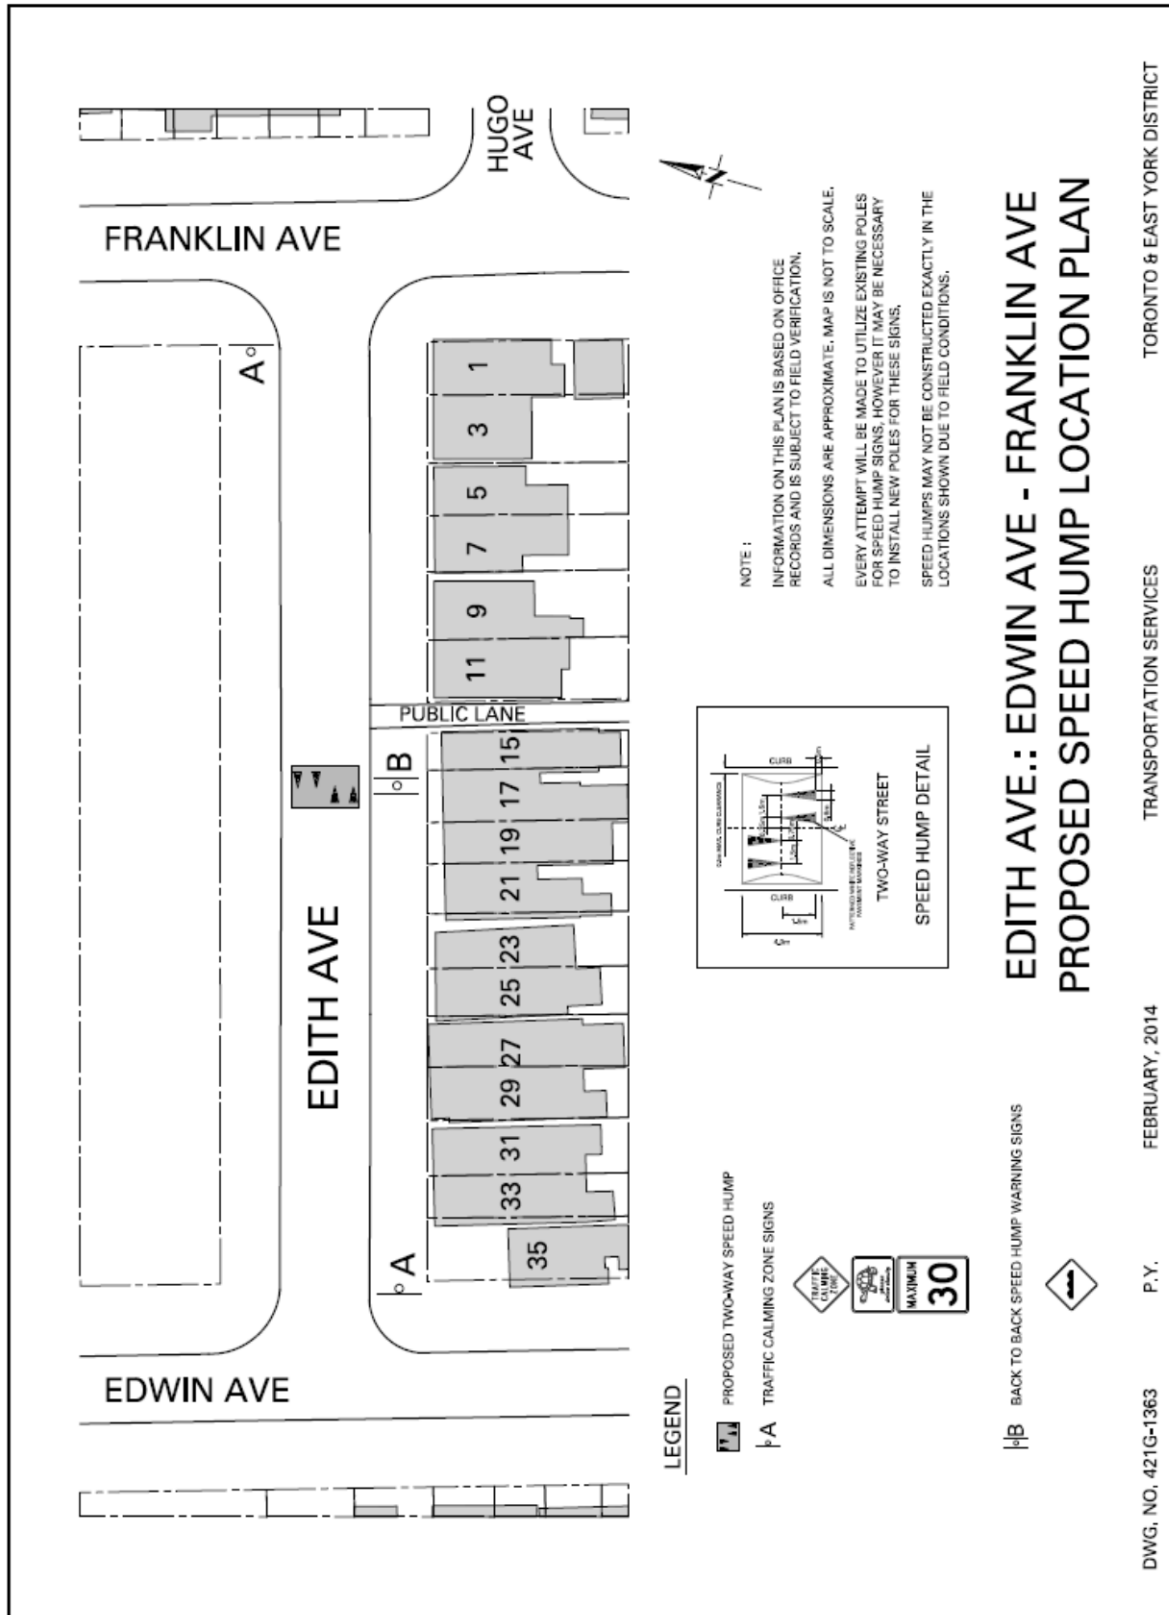 FRANKLIN AVE
HUGO
AVE
A
1
3
5
7
9
11
PUBLIC LANE
B
15
17
19
21
23
25
27
29
31
33
35
EDITH AVE
A
EDWIN AVE
NOTE :
INFORMATION ON THIS PLAN IS BASED ON OFFICE
RECORDS AND IS SUBJECT TO FIELD VERIFICATION.
ALL DIMENSIONS ARE APPROXIMATE. MAP IS NOT TO SCALE.
EVERY ATTEMPT WILL BE MADE TO UTILIZE EXISTING POLES
FOR SPEED HUMP SIGNS, HOWEVER IT MAY BE NECESSARY
TO INSTALL NEW POLES FOR THESE SIGNS.
SPEED HUMPS MAY NOT BE CONSTRUCTED EXACTLY IN THE
LOCATIONS SHOWN DUE TO FIELD CONDITIONS.
CURB
CURB
TWO-WAY STREET
SPEED HUMP DETAIL
LEGEND
PROPOSED TWO-WAY SPEED HUMP
A TRAFFIC CALMING ZONE SIGNS
TRAFFIC
CALMING
ZONE
MAXIMUM
30
B BACK TO BACK SPEED HUMP WARNING SIGNS
EDITH AVE.: EDWIN AVE - FRANKLIN AVE
PROPOSED SPEED HUMP LOCATION PLAN
DWG. NO. 421G-1363 P.Y. FEBRUARY, 2014 TRANSPORTATION SERVICES TORONTO & EAST YORK DISTRICT